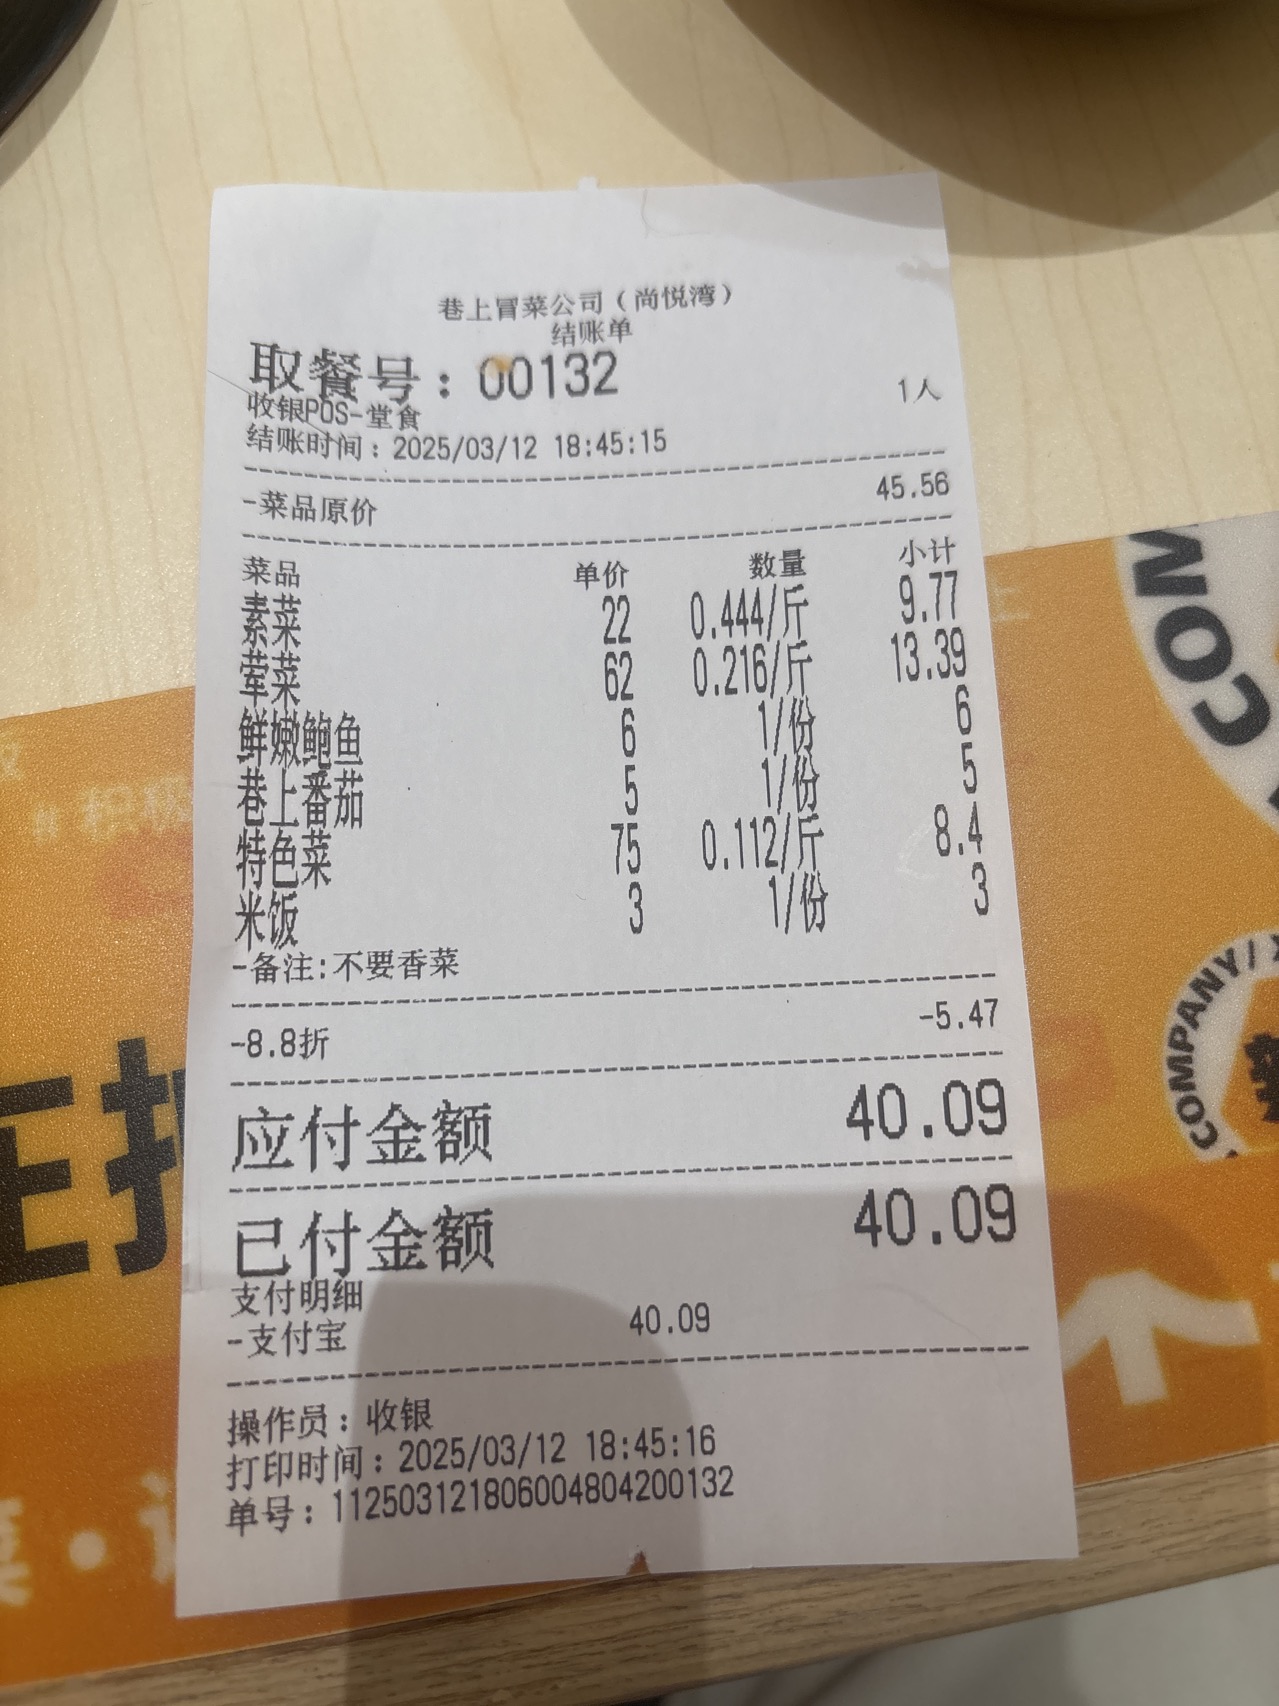 巷上冒菜公司（尚悦湾）
结账单
取餐号：00132
1人
收银POS-堂食
结账时间：2025/03/12 18:45:15
-菜品原价 45.56
菜品 单价 数量 小计
素菜 22 0.444/斤 9.77
荤菜 62 0.216/斤 13.39
鲜嫩鲍鱼 6 1/份 6
巷上番茄 5 1/份 5
特色菜 75 0.112/斤 8.4
米饭 3 1/份 3
-备注:不要香菜
-8.8折 -5.47
应付金额 40.09
已付金额 40.09
支付明细
-支付宝 40.09
操作员：收银
打印时间：2025/03/12 18:45:16
单号：112503121806004804200132
COM
COMPANY/